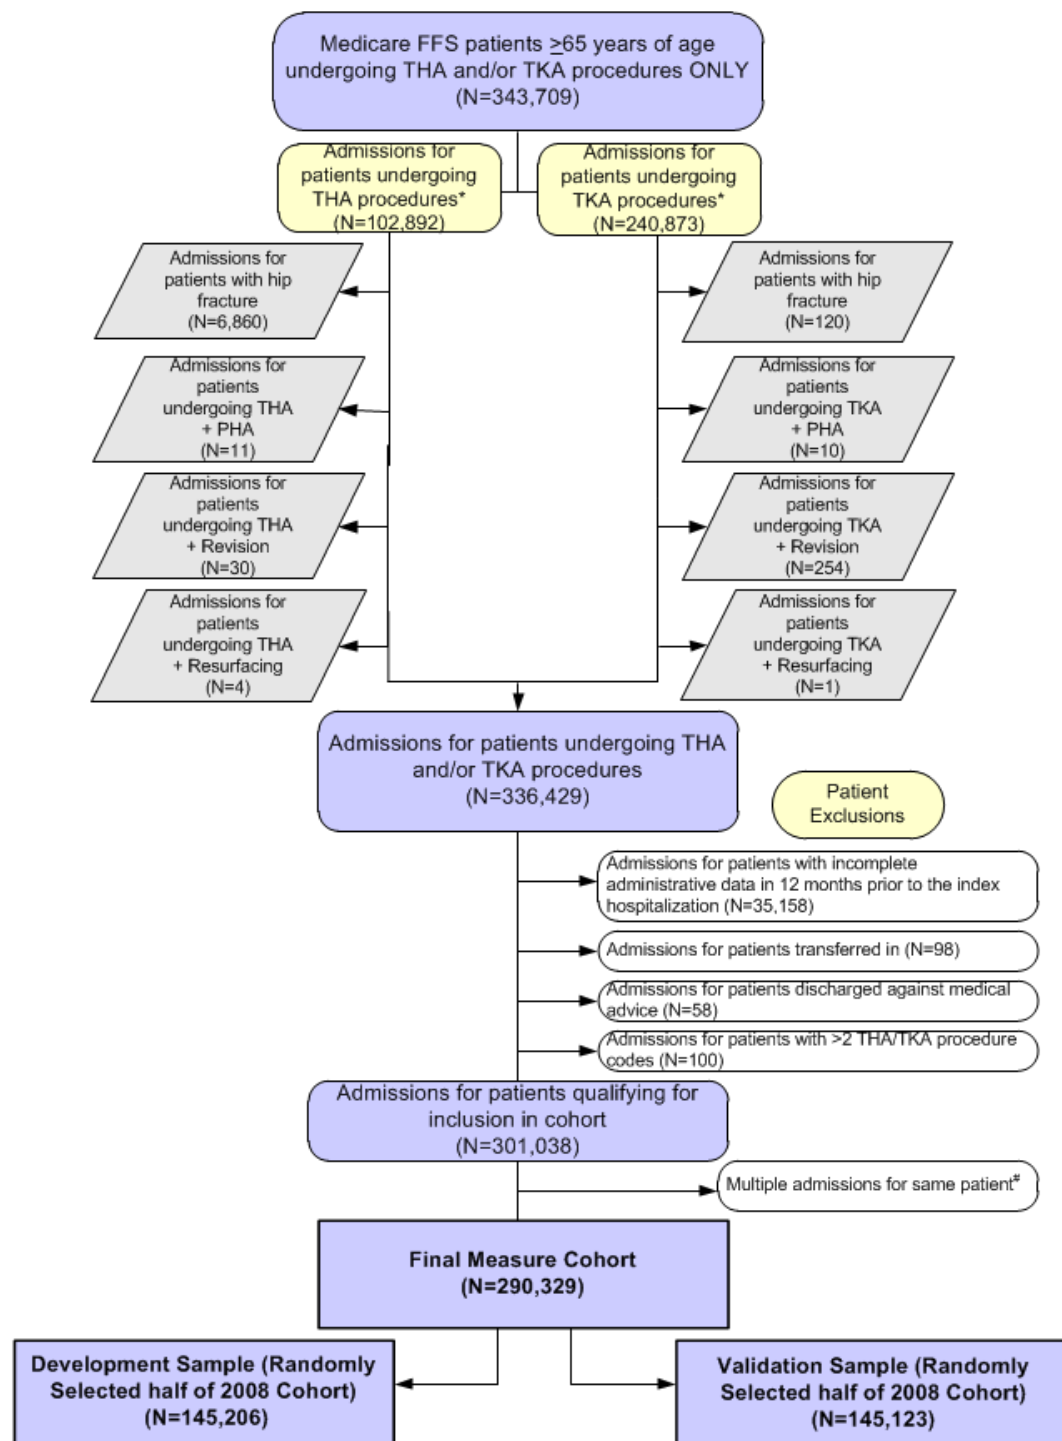 Medicare FFS patients ≥65 years of age
undergoing THA and/or TKA procedures ONLY
(N=343,709)
Admissions for
patients undergoing
THA procedures*
(N=102,892)
Admissions for
patients undergoing
TKA procedures*
(N=240,873)
Admissions for
patients with hip
fracture
(N=6,860)
Admissions for
patients with hip
fracture
(N=120)
Admissions for
patients
undergoing THA
+ PHA
(N=11)
Admissions for
patients
undergoing TKA
+ PHA
(N=10)
Admissions for
patients
undergoing THA
+ Revision
(N=30)
Admissions for
patients
undergoing TKA
+ Revision
(N=254)
Admissions for
patients
undergoing THA
+ Resurfacing
(N=4)
Admissions for
patients
undergoing TKA
+ Resurfacing
(N=1)
Admissions for patients undergoing THA
and/or TKA procedures
(N=336,429)
Patient
Exclusions
Admissions for patients with incomplete
administrative data in 12 months prior to the index
hospitalization (N=35,158)
Admissions for patients transferred in (N=98)
Admissions for patients discharged against medical
advice (N=58)
Admissions for patients with >2 THA/TKA procedure
codes (N=100)
Admissions for patients qualifying for
inclusion in cohort
(N=301,038)
Multiple admissions for same patient#
Final Measure Cohort
(N=290,329)
Development Sample (Randomly
Selected half of 2008 Cohort)
(N=145,206)
Validation Sample (Randomly
Selected half of 2008 Cohort)
(N=145,123)